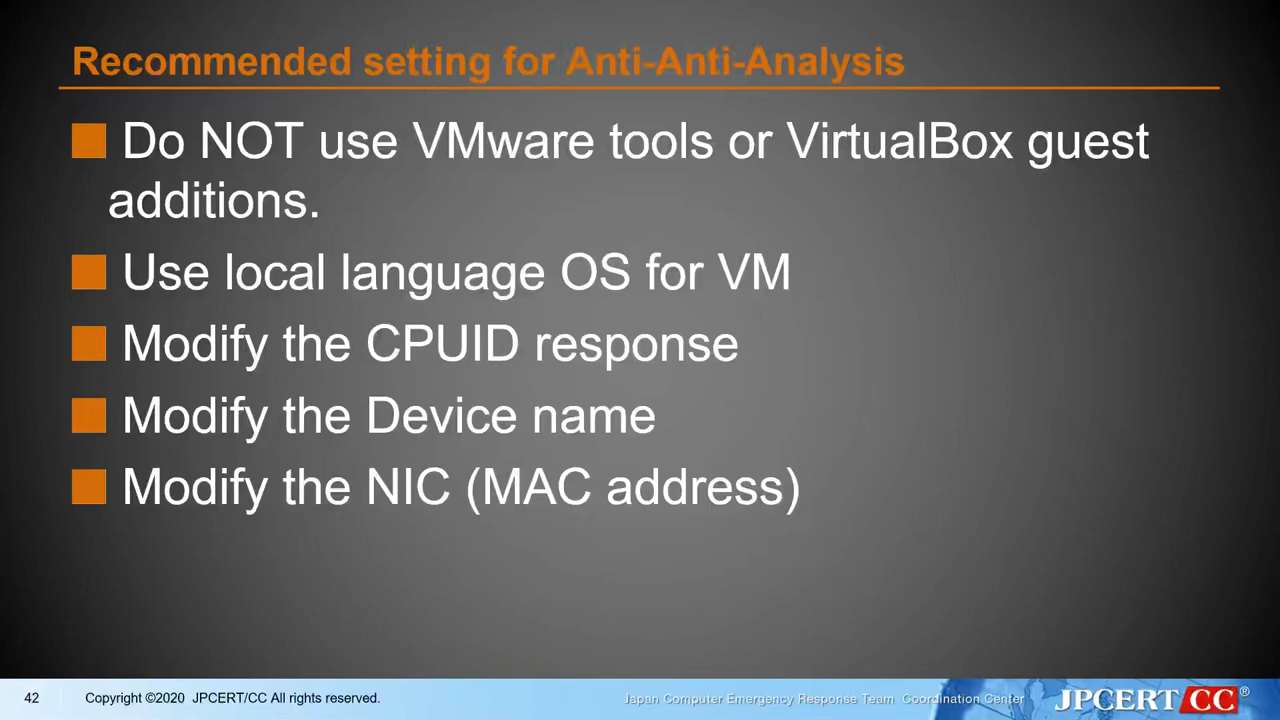 Recommended setting for Anti-Anti-Analysis
Do NOT use VMware tools or VirtualBox guest
additions.
Use local language OS for VM
Modify the CPUID response
Modify the Device name
Modify the NIC (MAC address)
42 Copyright ©2020 JPCERT/CC All rights reserved. Japan Computer Emergency Response Team Coordination Center JPCERT CC®